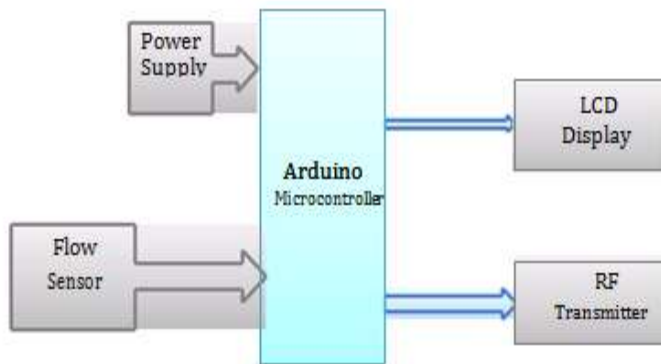 Power
Supply
LCD
Display
Arduino
Microcontroller
Flow
Sensor
RF
Transmitter